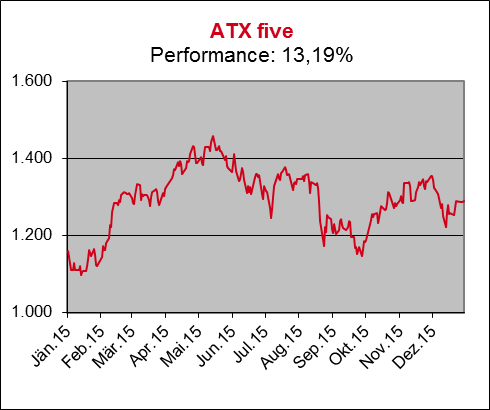 ATX five
Performance: 13,19%
1.600
1.400
1.200
1.000
Jän.15
Feb.15
Mär.15
Apr.15
Mai.15
Jun.15
Jul.15
Aug.15
Sep.15
Okt.15
Nov.15
Dez.15